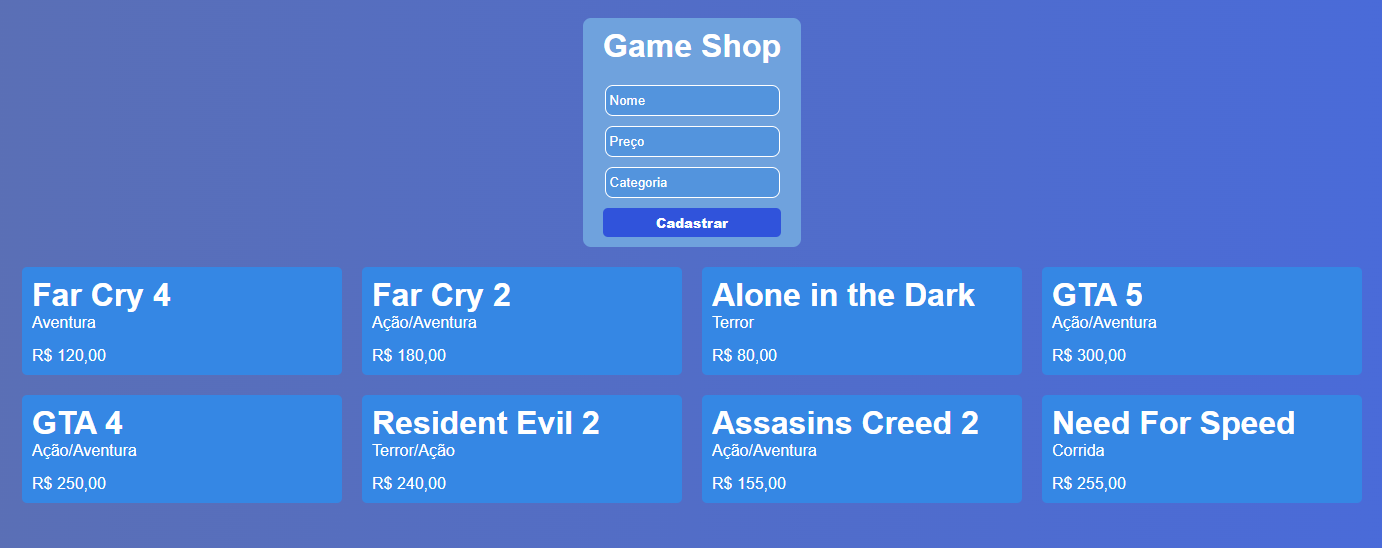 Game Shop
Nome
Preço
Categoria
Cadastrar
Far Cry 4
Aventura
R$ 120,00
Far Cry 2
Ação/Aventura
R$ 180,00
Alone in the Dark
Terror
R$ 80,00
GTA 5
Ação/Aventura
R$ 300,00
GTA 4
Ação/Aventura
R$ 250,00
Resident Evil 2
Terror/Ação
R$ 240,00
Assasins Creed 2
Ação/Aventura
R$ 155,00
Need For Speed
Corrida
R$ 255,00